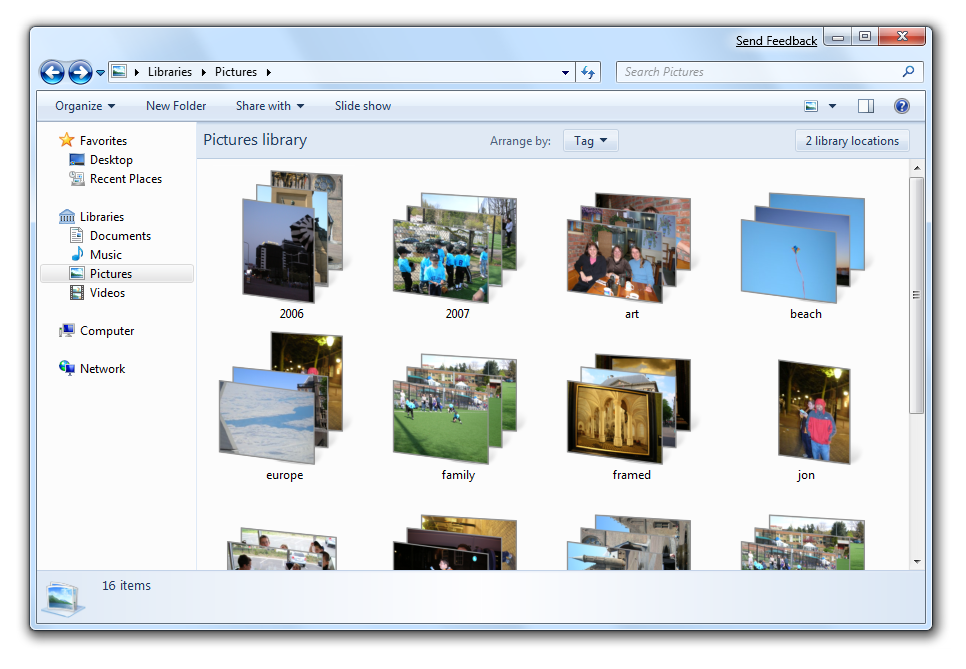 Send Feedback
Libraries Pictures
Search Pictures
Organize New Folder Share with Slide show
Favorites
Desktop
Recent Places
Libraries
Documents
Music
Pictures
Videos
Computer
Network
Pictures library Arrange by: Tag 2 library locations
2006 2007 art beach
europe family framed jon
16 items